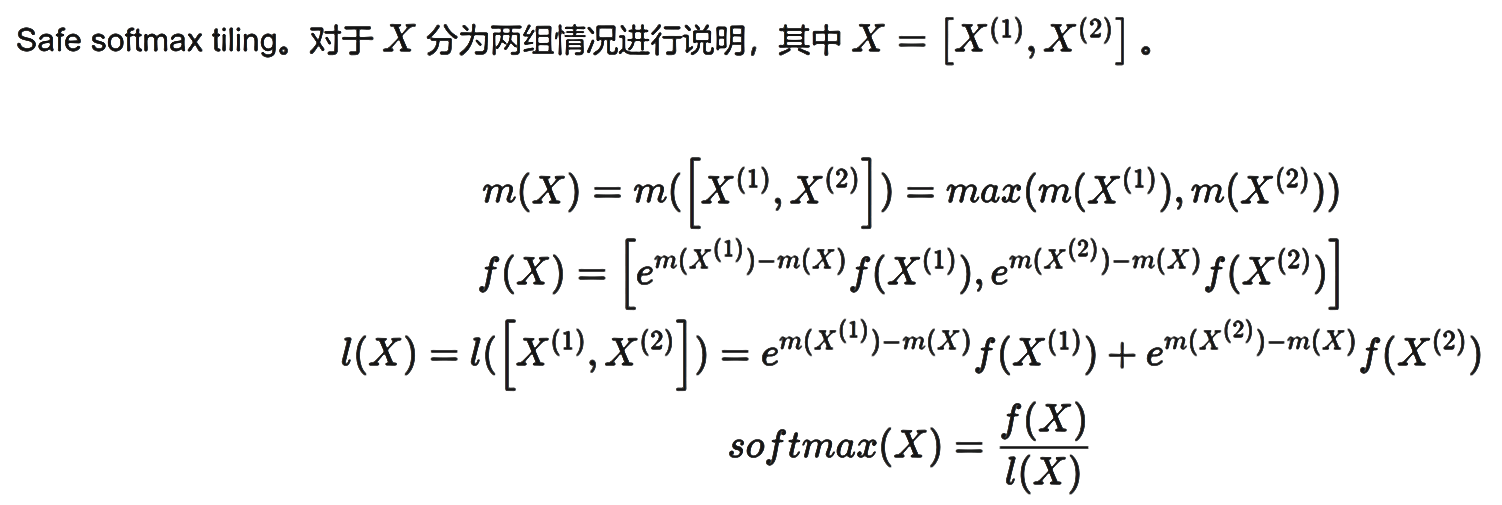 Safe softmax tiling。对于 X 分为两组情况进行说明，其中 X = [X^{(1)}, X^{(2)}] 。
m(X) = m([X^{(1)}, X^{(2)}]) = max(m(X^{(1)}), m(X^{(2)}))
f(X) = [e^{m(X^{(1)})-m(X)} f(X^{(1)}), e^{m(X^{(2)})-m(X)} f(X^{(2)})]
l(X) = l([X^{(1)}, X^{(2)}]) = e^{m(X^{(1)})-m(X)} f(X^{(1)}) + e^{m(X^{(2)})-m(X)} f(X^{(2)})
softmax(X) = \frac{f(X)}{l(X)}